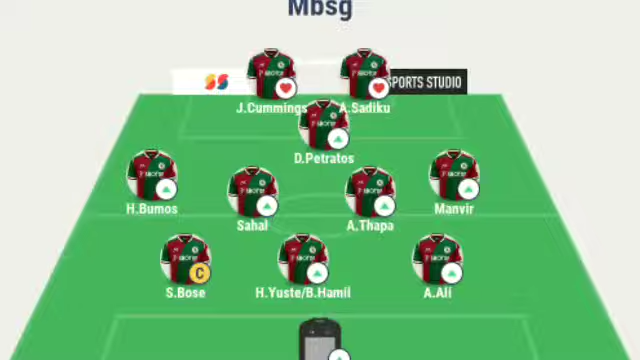 Mbsg
SPORTS STUDIO
J.Cummings
A.Sadiku
D.Petratos
H.Bumos
Sahal
A.Thapa
Manvir
C
S.Bose
H.Yuste/B.Hamil
A.Ali